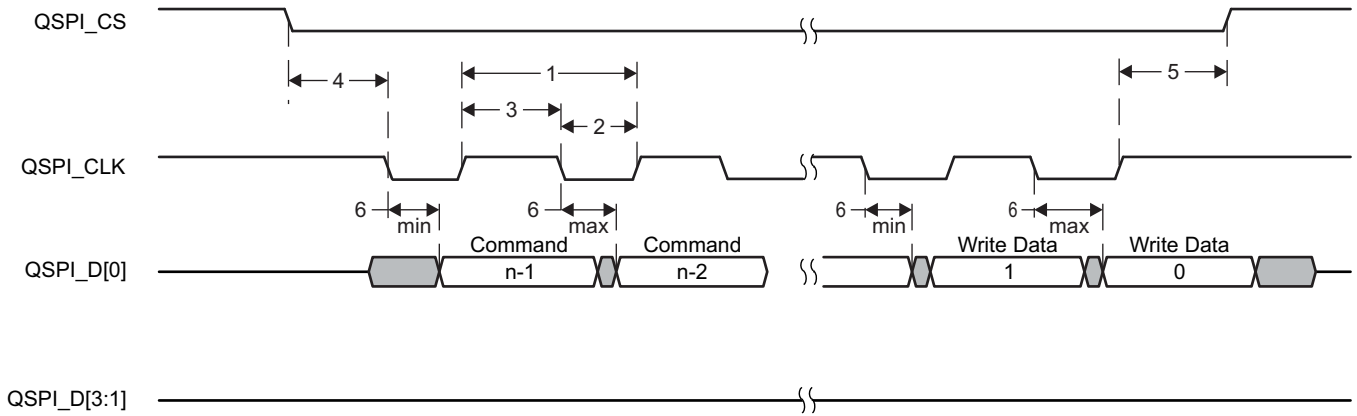 QSPI_CS
4
1
5
3
2
QSPI_CLK
6
min
6
max
6
min
6
max
Command
Command
Write Data
Write Data
QSPI_D[0]
n-1
n-2
1
0
QSPI_D[3:1]